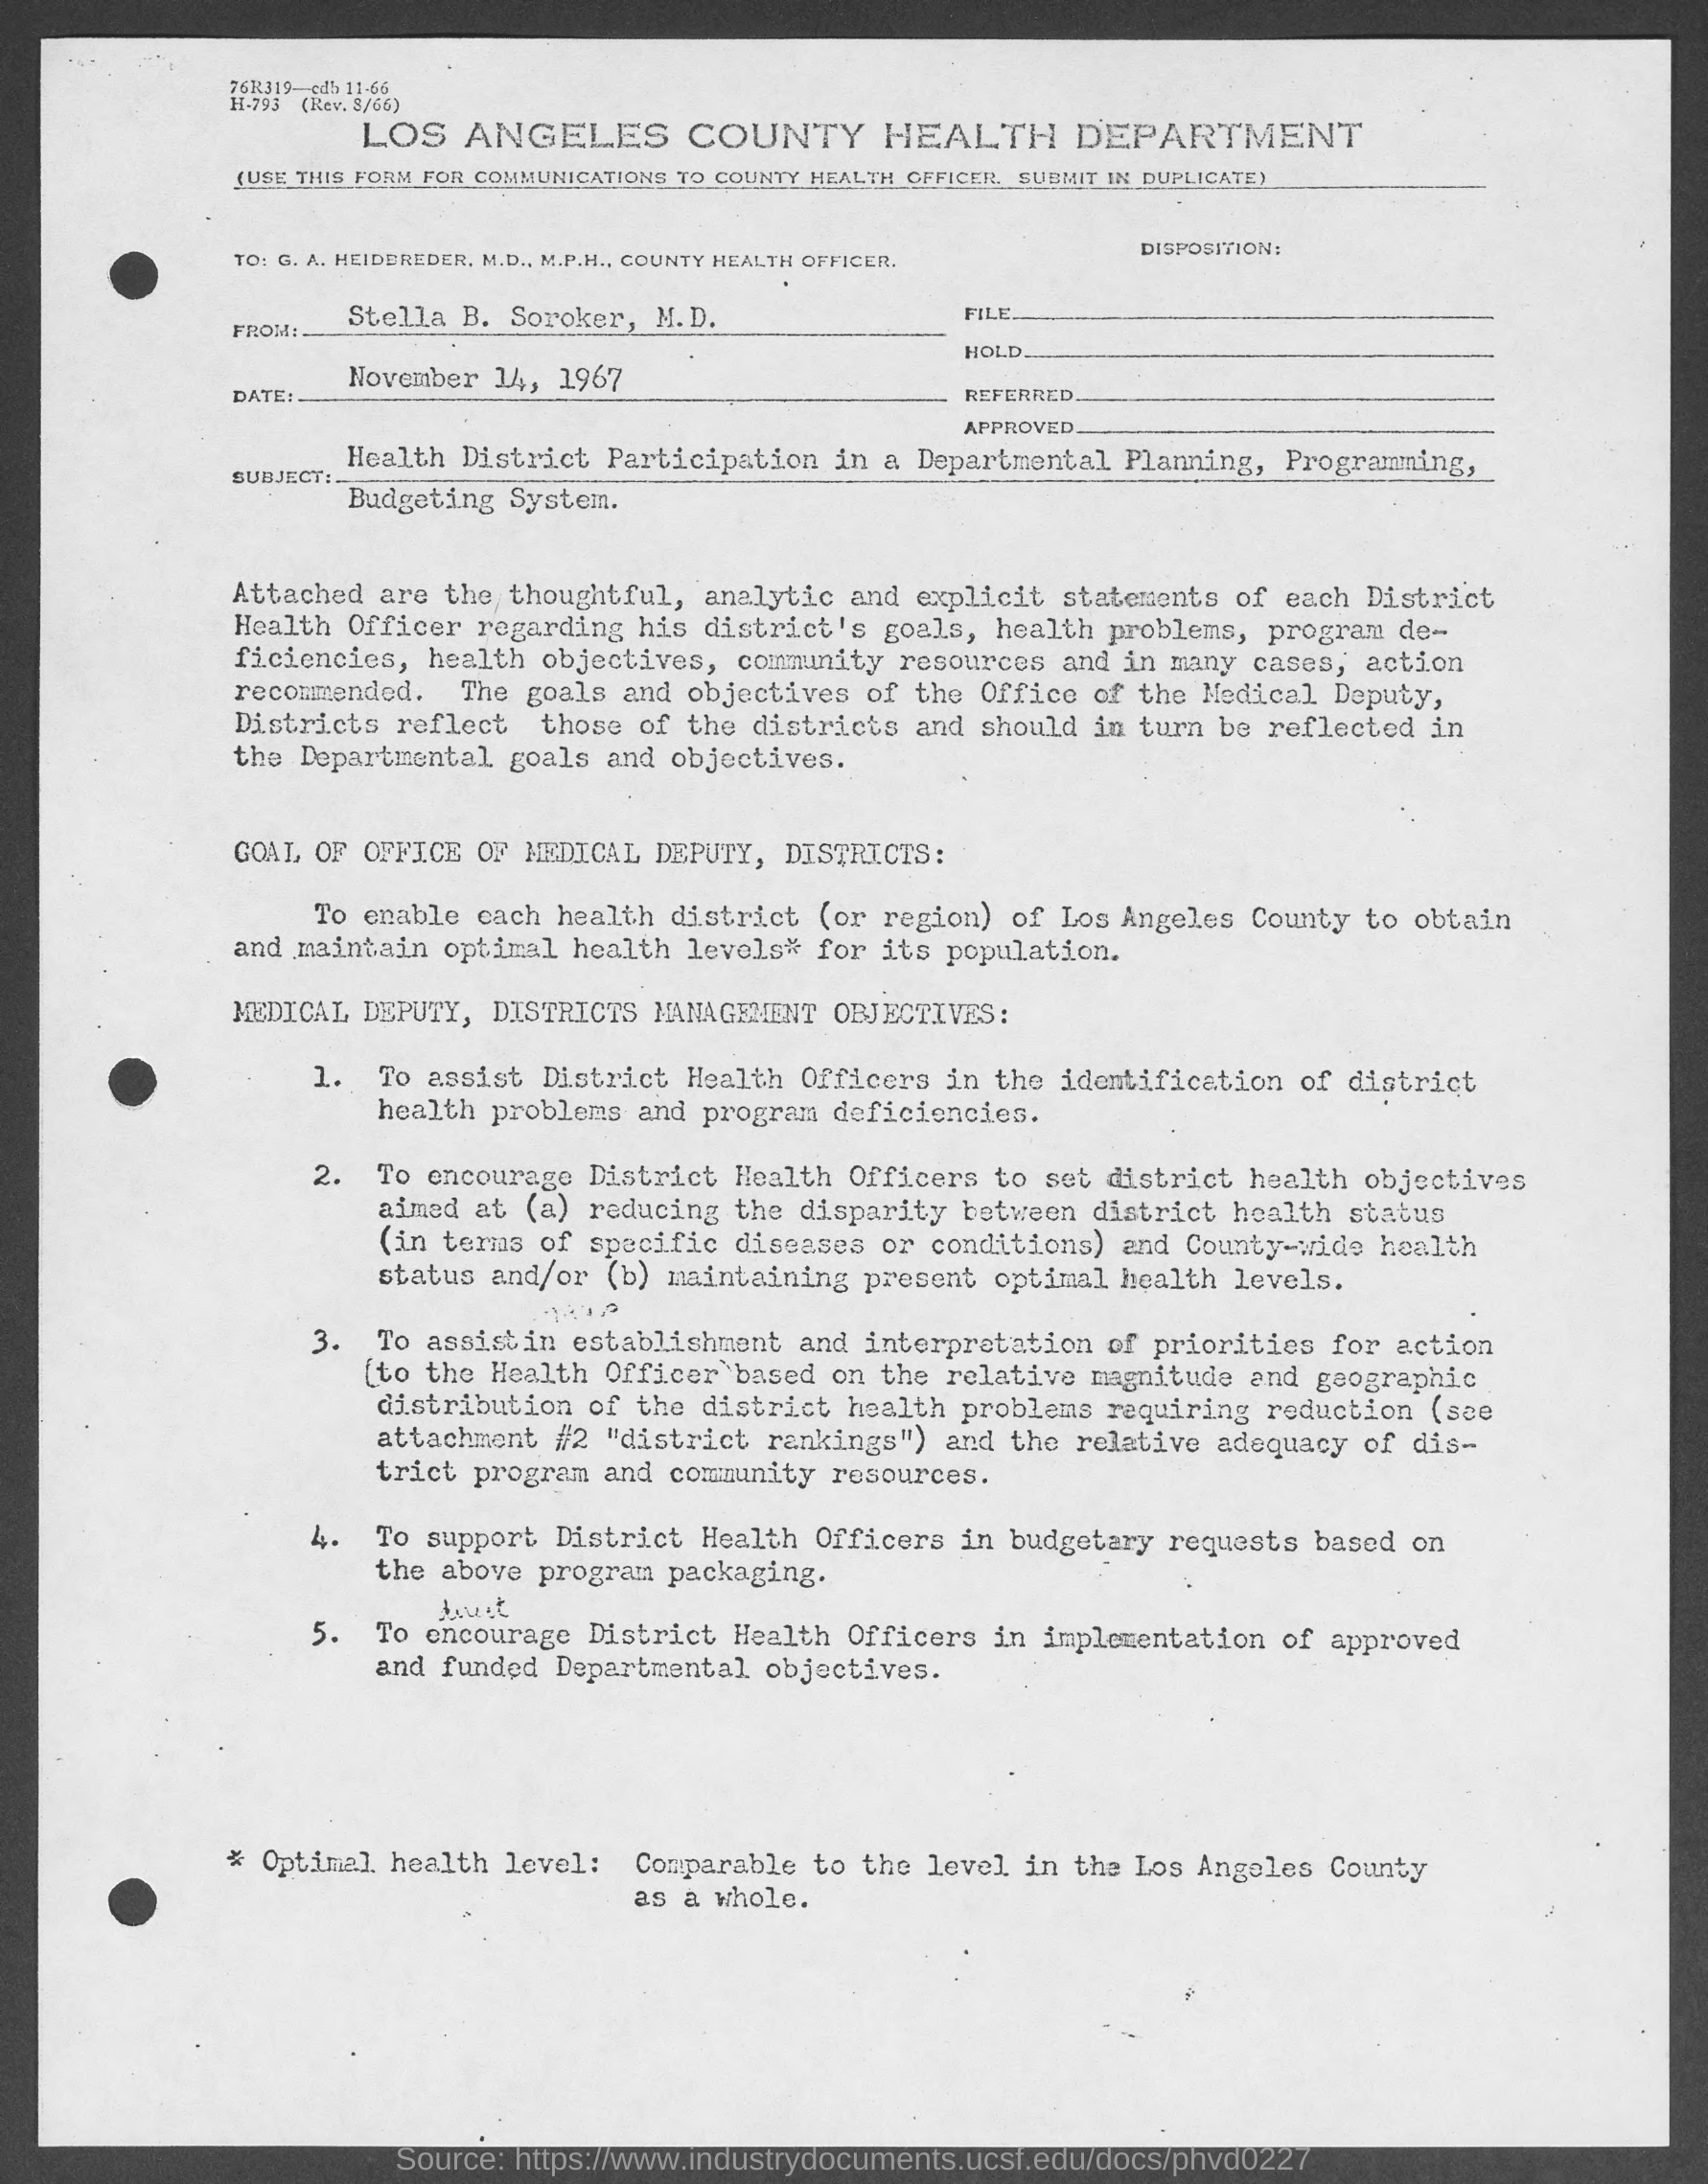 76R319—cdb 11-66
H-793 (Rev. 8/66)
LOS ANGELES COUNTY HEALTH DEPARTMENT
(USE THIS FORM FOR COMMUNICATIONS TO COUNTY HEALTH OFFICER. SUBMIT IN DUPLICATE)
DISPOSITION:
TO: G. A. HEIDBREDER, M.D., M.P.H., COUNTY HEALTH OFFICER.
FROM: Stella B. Soroker, M.D.
FILE
HOLD
DATE: November 14, 1967
REFERRED
APPROVED
SUBJECT: Health District Participation in a Departmental Planning, Programming,
Budgeting System.
Attached are the thoughtful, analytic and explicit statements of each District
Health Officer regarding his district's goals, health problems, program de-
ficiencies, health objectives, community resources and in many cases, action
recommended. The goals and objectives of the Office of the Medical Deputy,
Districts reflect those of the districts and should in turn be reflected in
the Departmental goals and objectives.
GOAL OF OFFICE OF MEDICAL DEPUTY, DISTRICTS:
To enable each health district (or region) of Los Angeles County to obtain
and maintain optimal health levels* for its population.
MEDICAL DEPUTY, DISTRICTS MANAGEMENT OBJECTIVES:
1. To assist District Health Officers in the identification of district
health problems and program deficiencies.
2. To encourage District Health Officers to set district health objectives
aimed at (a) reducing the disparity between district health status
(in terms of specific diseases or conditions) and County-wide health
status and/or (b) maintaining present optimal health levels.
3. To assist in establishment and interpretation of priorities for action
(to the Health Officer based on the relative magnitude and geographic
distribution of the district health problems requiring reduction (see
attachment #2 "district rankings") and the relative adequacy of dis-
trict program and community resources.
4. To support District Health Officers in budgetary requests based on
the above program packaging.
5. To encourage District Health Officers in implementation of approved
and funded Departmental objectives.
* Optimal health level: Comparable to the level in the Los Angeles County
as a whole.
Source: https://www.industrydocuments.ucsf.edu/docs/phvd0227